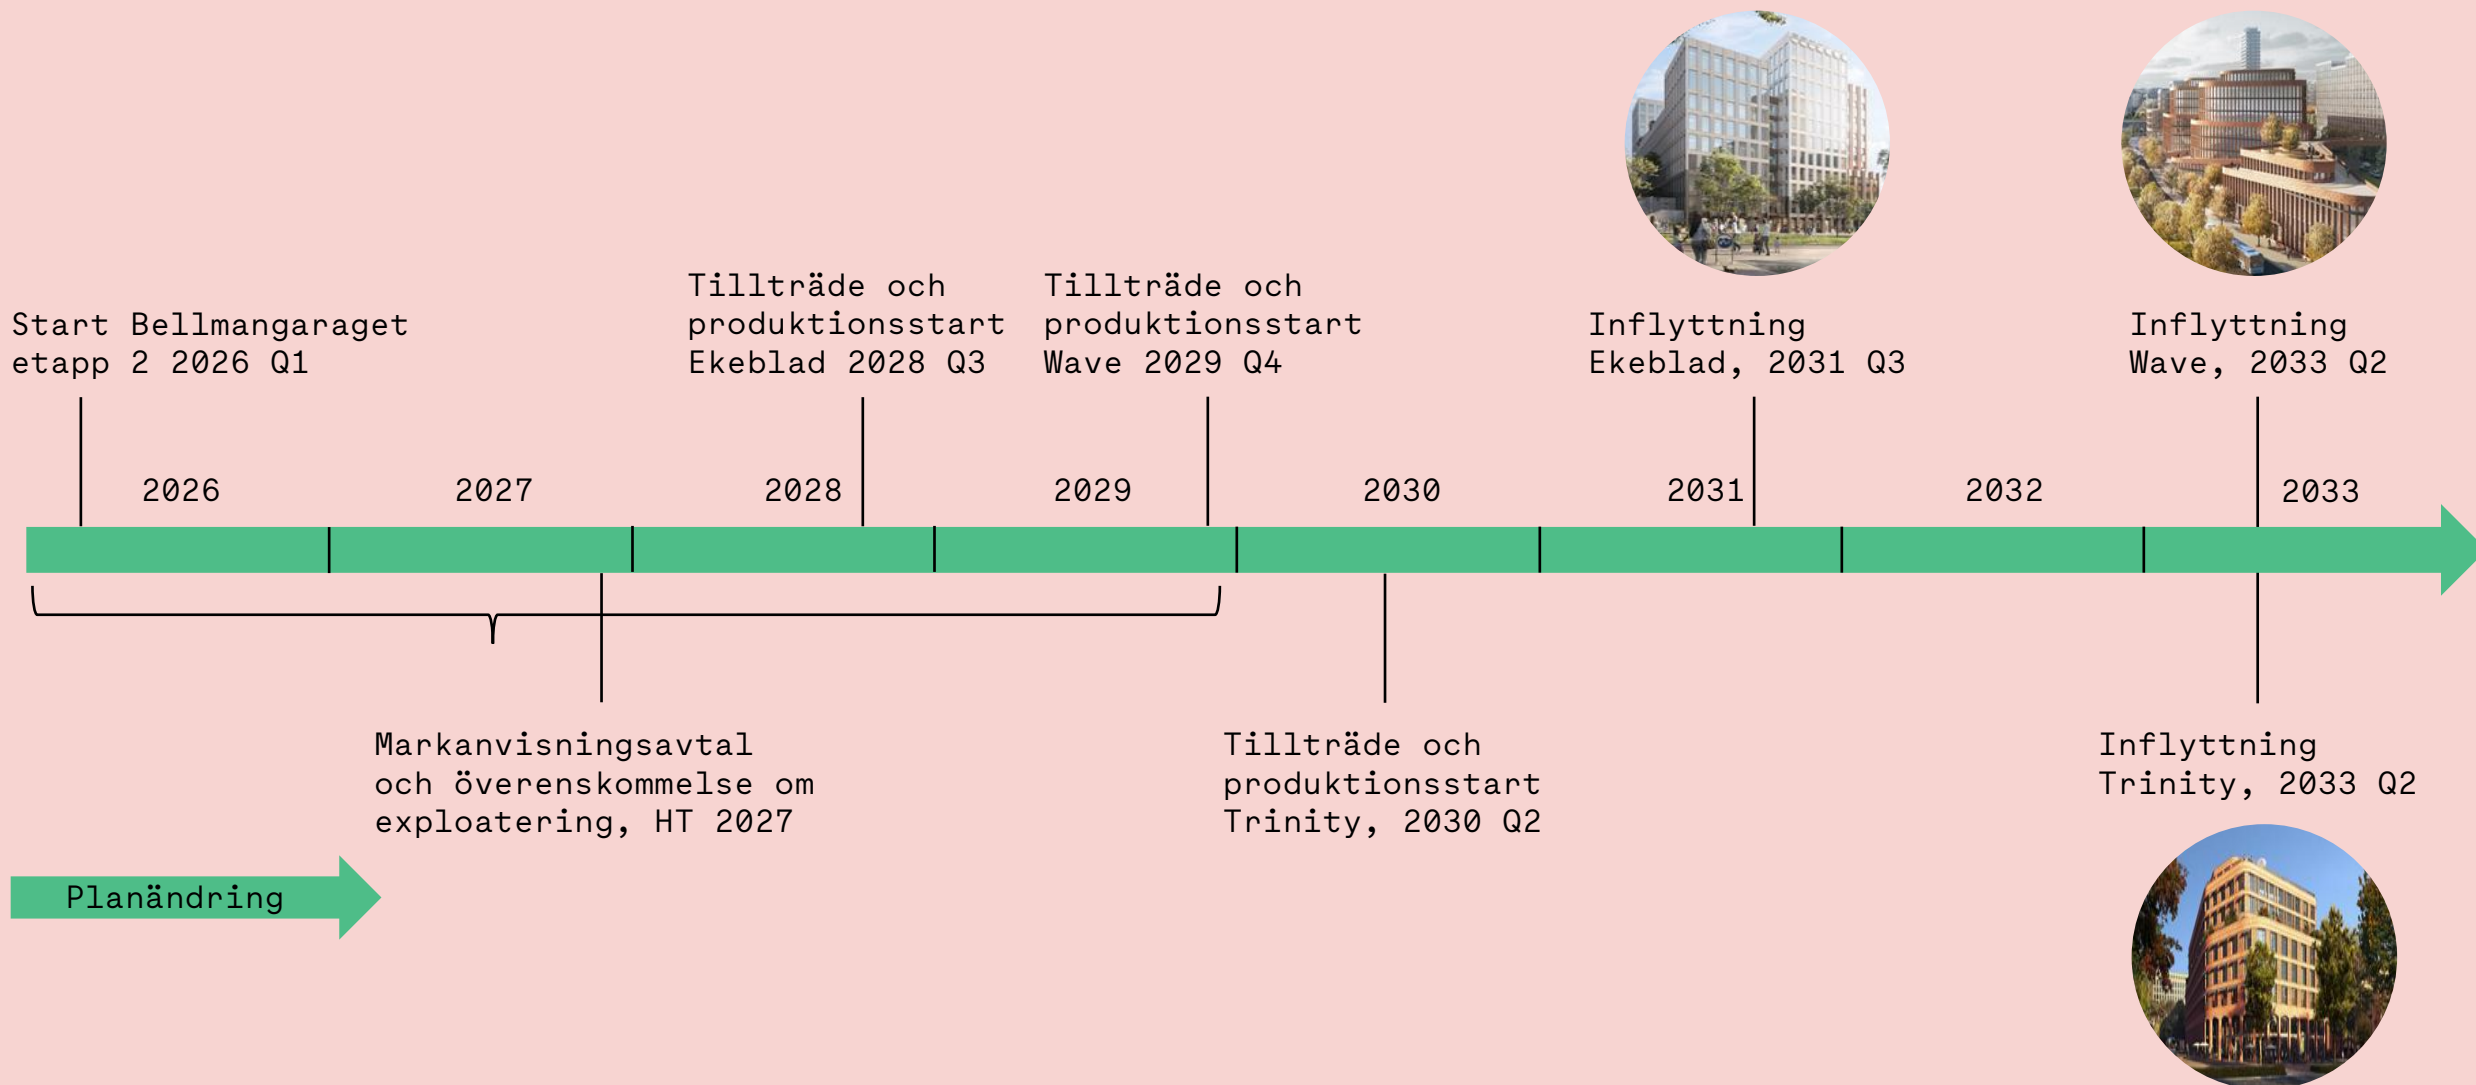 Start Bellmangaraget
etapp 2 2026 Q1
Tillträde och
produktionsstart
Ekeblad 2028 Q3
Tillträde och
produktionsstart
Wave 2029 Q4
Inflyttning
Ekeblad, 2031 Q3
Inflyttning
Wave, 2033 Q2
2026
2027
2028
2029
2030
2031
2032
2033
Markanvisningsavtal
och överenskommelse om
exploatering, HT 2027
Tillträde och
produktionsstart
Trinity, 2030 Q2
Inflyttning
Trinity, 2033 Q2
Planändring